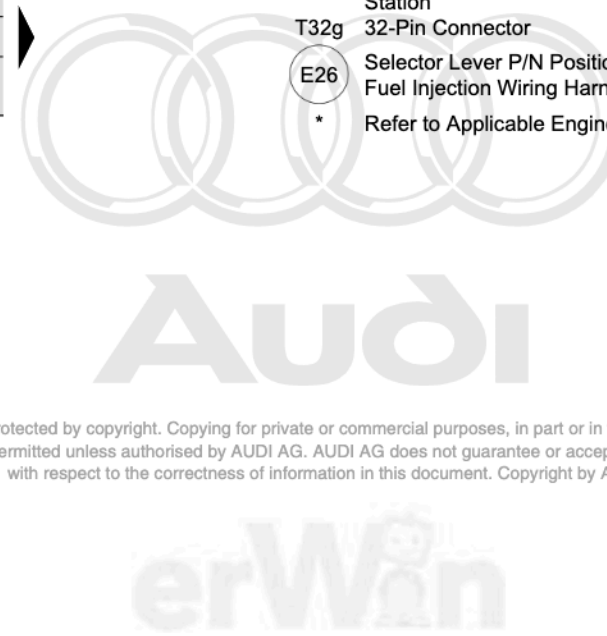 Station
T32g 32-Pin Connector
E26 Selector Lever P/N Positio
Fuel Injection Wiring Harn
* Refer to Applicable Engin
Audi
rotected by copyright. Copying for private or commercial purposes, in part or in
ermitted unless authorised by AUDI AG. AUDI AG does not guarantee or accep
with respect to the correctness of information in this document. Copyright by A
erWin